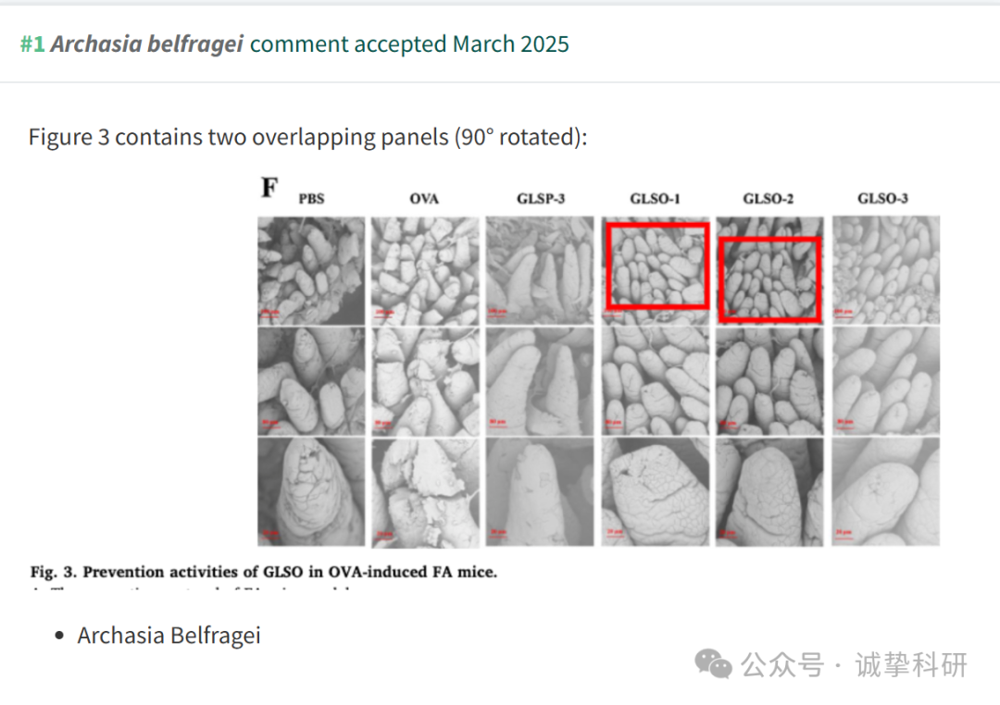 #1 Archasia belfragei comment accepted March 2025
Figure 3 contains two overlapping panels (90° rotated):
F
PBS OVA GLSP-3 GLSO-1 GLSO-2 GLSO-3
Fig. 3. Prevention activities of GLSO in OVA-induced FA mice.
• Archasia Belfragei
公众号 · 诚挚科研